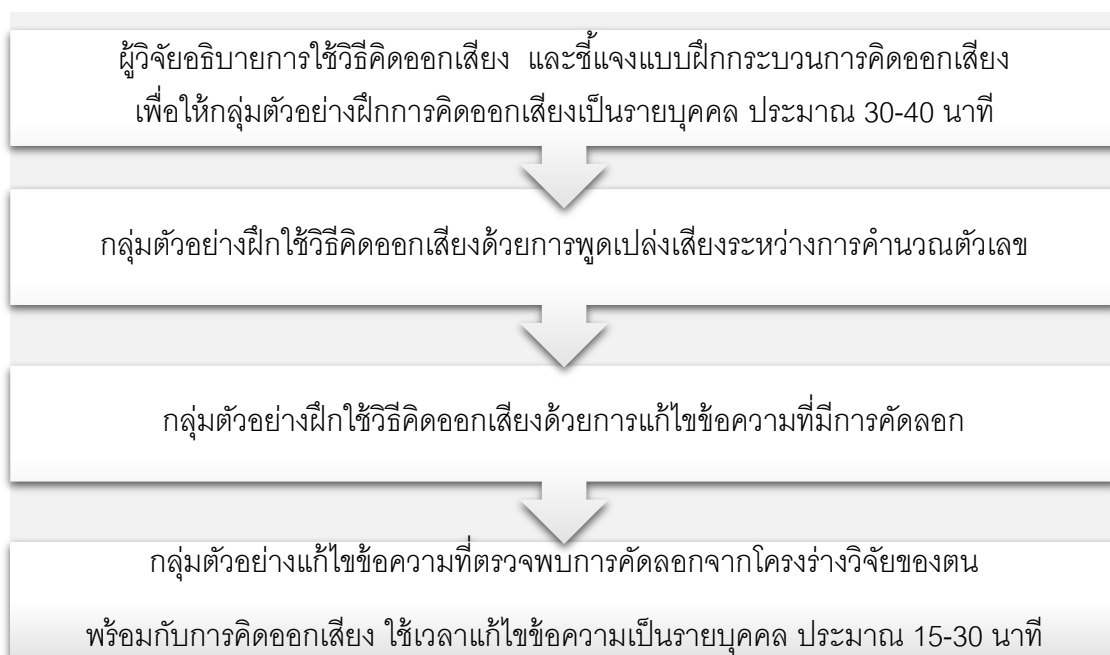 ผู้วิจัยอธิบายการใช้วิธีคิดออกเสียง และชี้แจงแบบฝึกกระบวนการคิดออกเสียง
เพื่อให้กลุ่มตัวอย่างฝึกการคิดออกเสียงเป็นรายบุคคล ประมาณ 30-40 นาที
กลุ่มตัวอย่างฝึกใช้วิธีคิดออกเสียงด้วยการพูดเปล่งเสียงระหว่างการคำนวณตัวเลข
กลุ่มตัวอย่างฝึกใช้วิธีคิดออกเสียงด้วยการแก้ไขข้อความที่มีการคัดลอก
กลุ่มตัวอย่างแก้ไขข้อความที่ตรวจพบการคัดลอกจากโครงร่างวิจัยของตน
พร้อมกับการคิดออกเสียง ใช้เวลาแก้ไขข้อความเป็นรายบุคคล ประมาณ 15-30 นาที